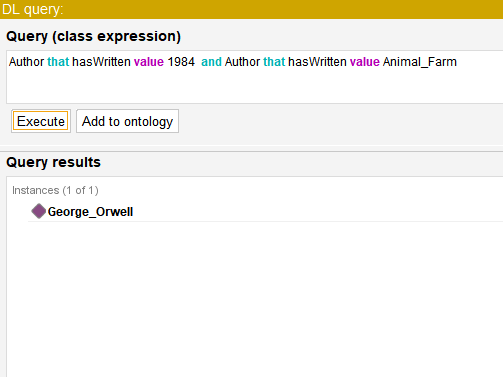 DL query:
Query (class expression)
Author that hasWritten value 1984 and Author that hasWritten value Animal_Farm
Execute Add to ontology
Query results
Instances (1 of 1)
George_Orwell